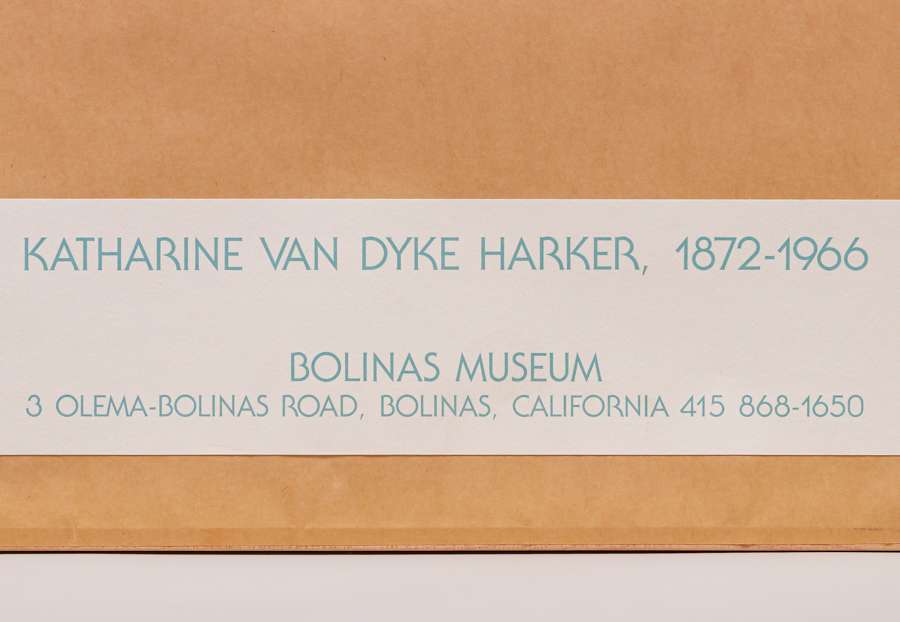 KATHARINE VAN DYKE HARKER, 1872-1966
BOLINAS MUSEUM
3 OLEMA-BOLINAS ROAD, BOLINAS, CALIFORNIA 415 868-1650